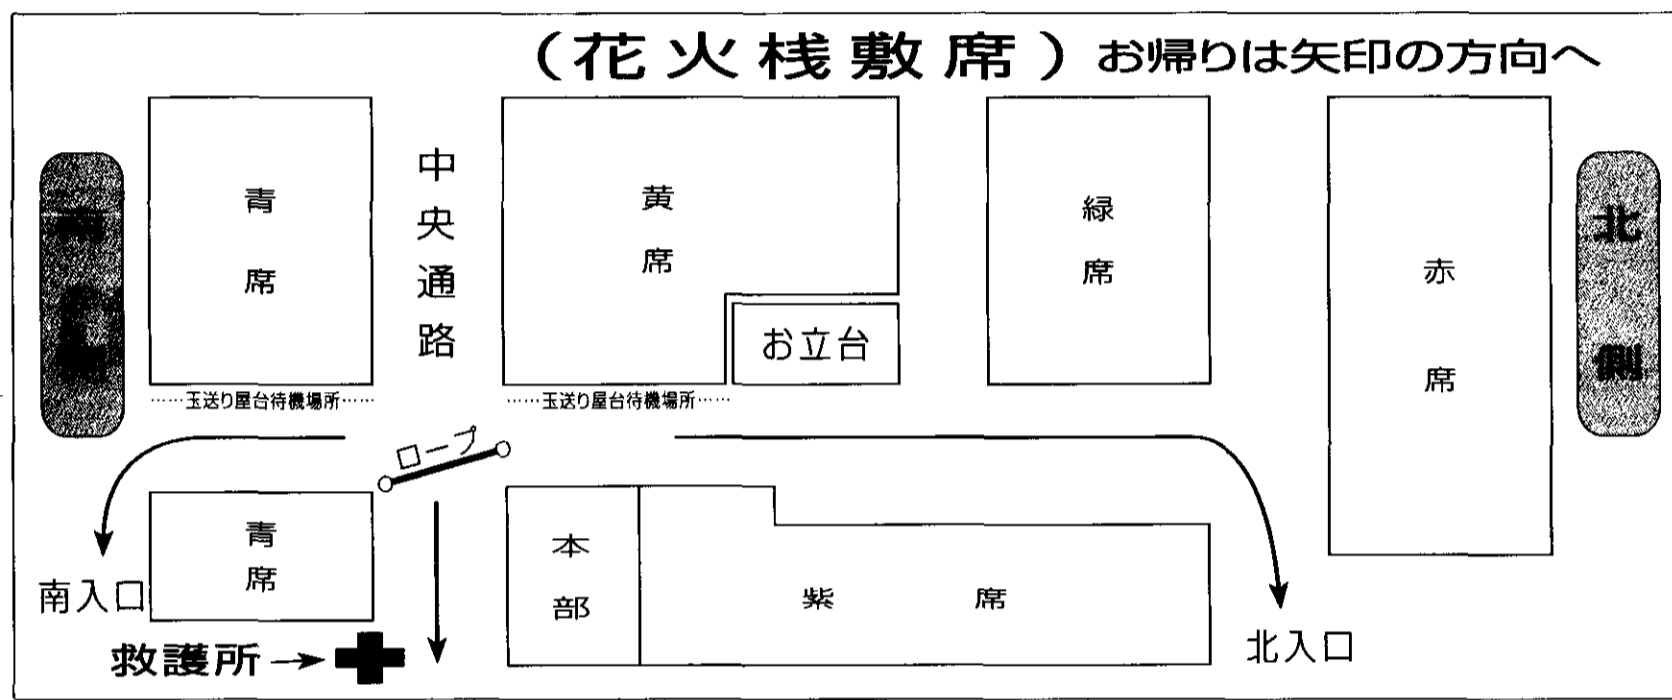 (花火桟敷席) お帰りは矢印の方向へ
南側
青席
中央通路
黄席
お立台
緑席
赤席
北側
……玉送り屋台待機場所……
……玉送り屋台待機場所……
ロープ
青席
本部
紫席
南入口
北入口
救護所→